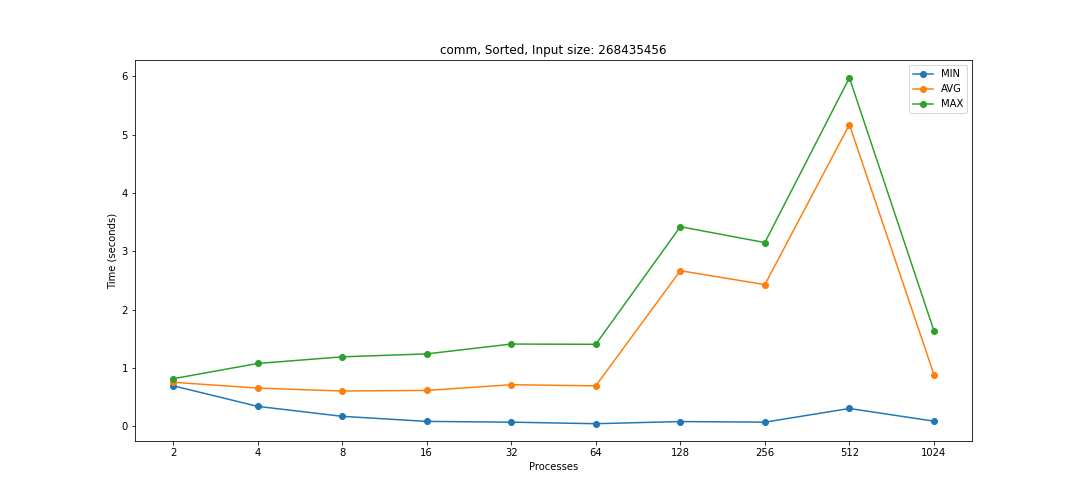 comm, Sorted, Input size: 268435456
MIN
AVG
MAX
6
5
4
3
2
1
0
Time (seconds)
2 4 8 16 32 64 128 256 512 1024
Processes